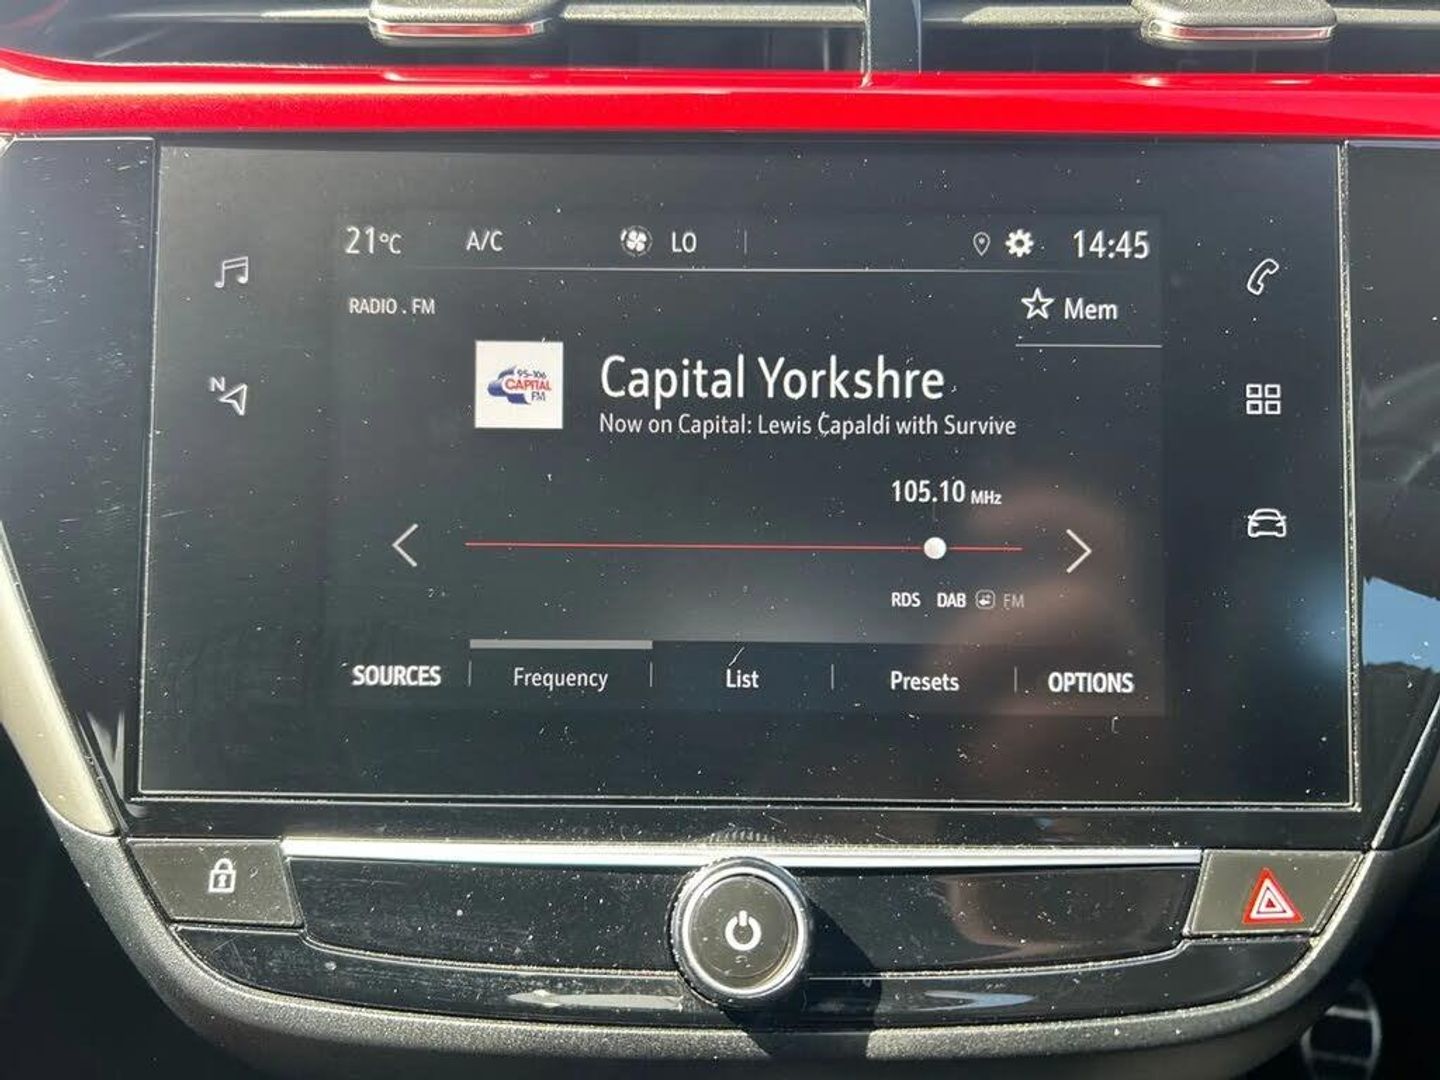 21°C A/C LO 14:45
RADIO . FM
Mem
95-106
CAPITAL
FM
Capital Yorkshre
Now on Capital: Lewis Capaldi with Survive
N
105.10 MHz
RDS DAB FM
SOURCES Frequency List Presets OPTIONS